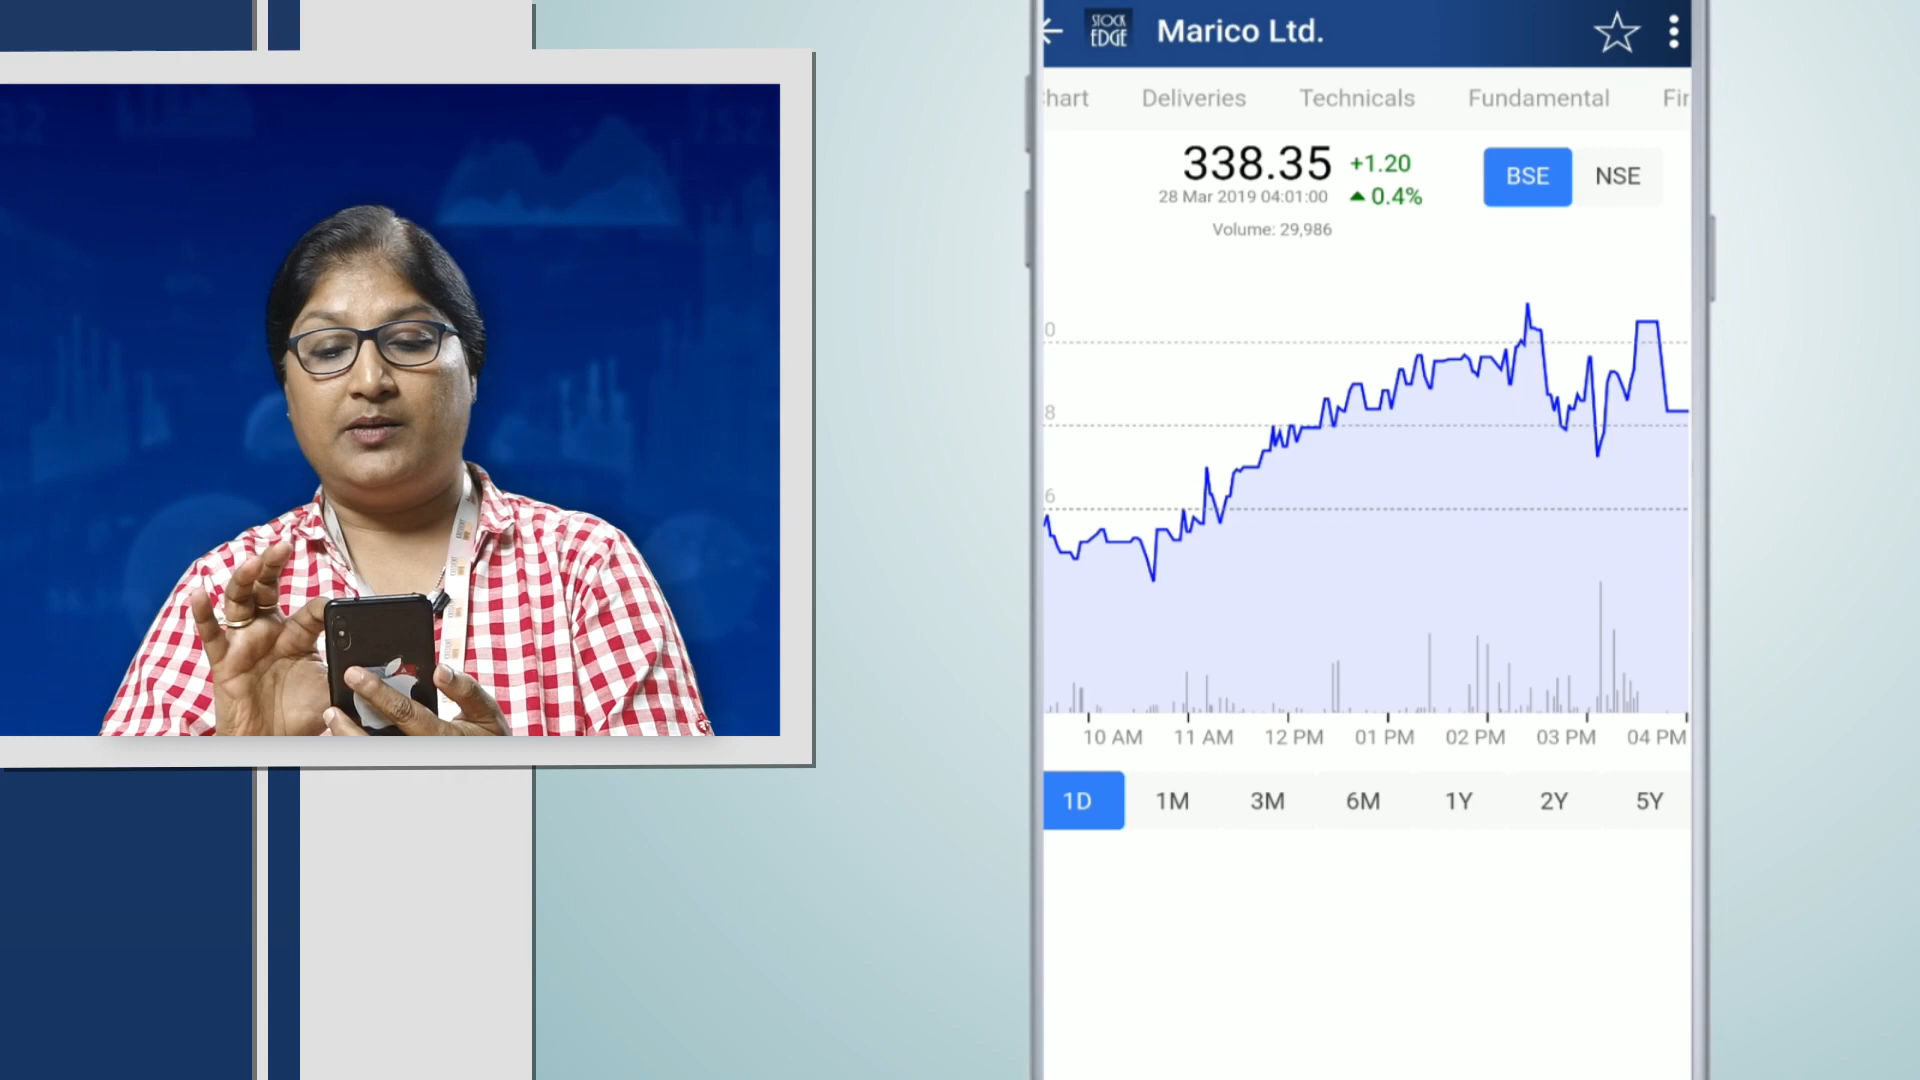 STOCK
EDGE
Marico Ltd.
Deliveries
Technicals
Fundamental
338.35
+1.20
28 Mar 2019 04:01:00
0.4%
Volume: 29,986
BSE
NSE
0
8
6
10 AM
11 AM
12 PM
01 PM
02 PM
03 PM
04 PM
1D
1M
3M
6M
1Y
2Y
5Y